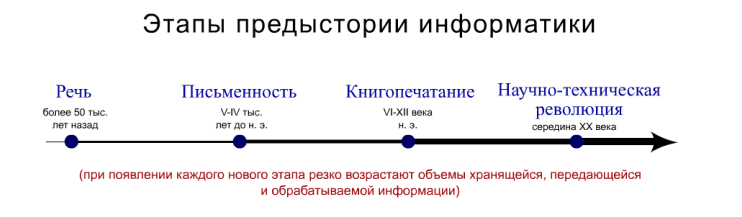 Этапы предыстории информатики
Речь
более 50 тыс.
лет назад
Письменность
V-IV тыс.
лет до н. э.
Книгопечатание
VI-XII века
н. э.
Научно-техническая
революция
середина XX века
(при появлении каждого нового этапа резко возрастают объемы хранящейся, передающейся
и обрабатываемой информации)